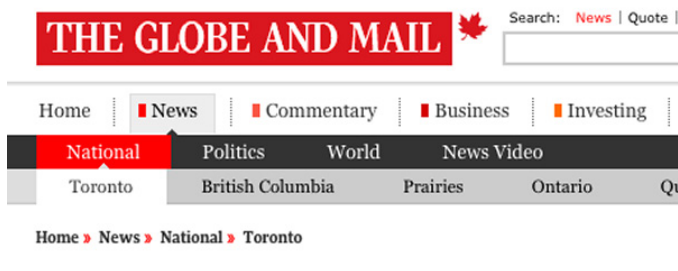 Search: News | Quote |
THE GLOBE AND MAIL
Home News Commentary Business Investing
National Politics World News Video
Toronto British Columbia Prairies Ontario
Home » News » National » Toronto